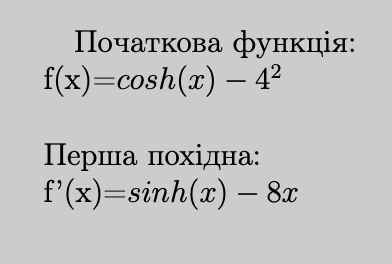 Початкова функція:
f(x)=cosh(x) − 4²
Перша похідна:
f'(x)=sinh(x) − 8x